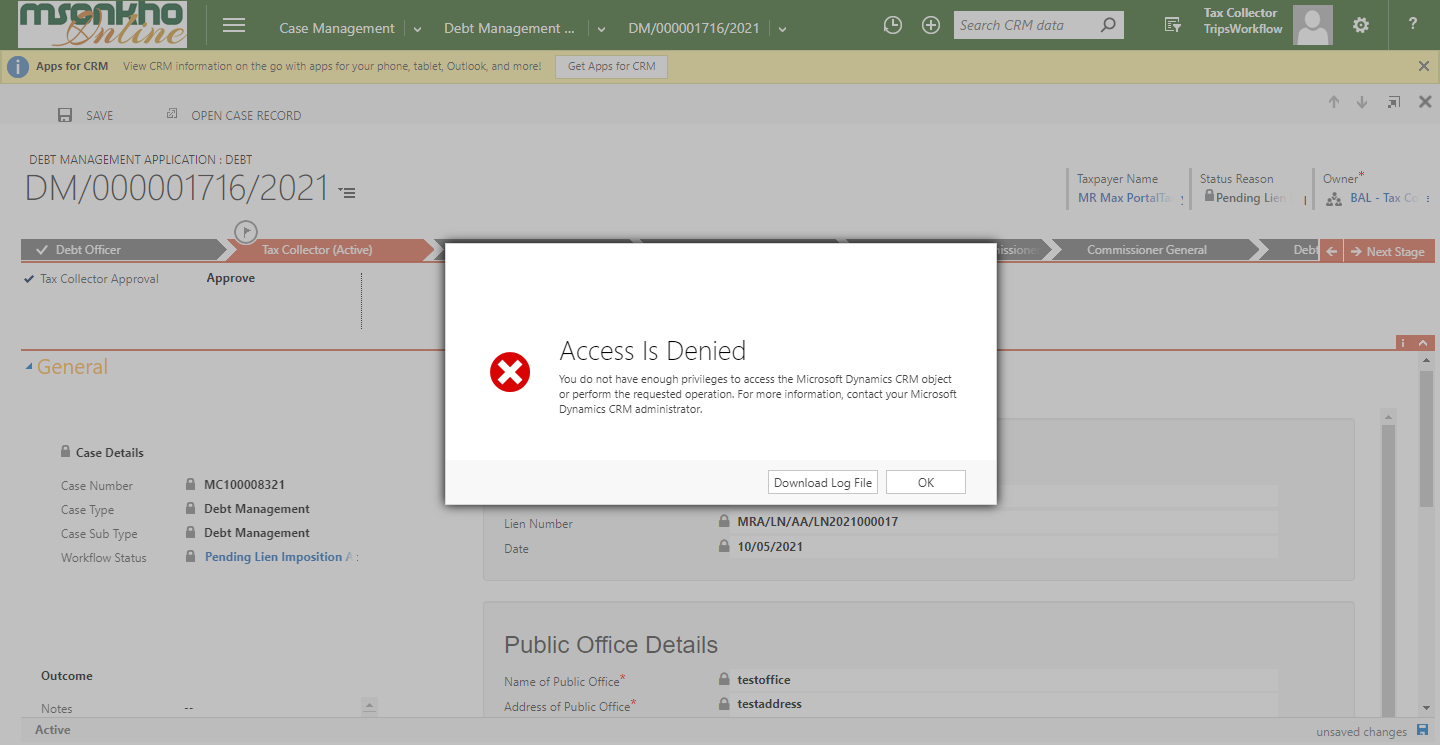 msonkho
Online
Case Management
Debt Management ...
DM/000001716/2021
Search CRM data
Tax Collector
TripsWorkflow
?
i
Apps for CRM
View CRM information on the go with apps for your phone, tablet, Outlook, and more!
Get Apps for CRM
SAVE
OPEN CASE RECORD
DEBT MANAGEMENT APPLICATION : DEBT
DM/000001716/2021
Taxpayer Name
MR Max PortalTa
Status Reason
Pending Lien
Owner*
BAL - Tax Co
Debt Officer
Tax Collector (Active)
issioner
Commissioner General
Debt
Next Stage
Tax Collector Approval
Approve
i
General
Access Is Denied
You do not have enough privileges to access the Microsoft Dynamics CRM object
or perform the requested operation. For more information, contact your Microsoft
Dynamics CRM administrator.
Download Log File
OK
Case Details
Case Number
MC100008321
Case Type
Debt Management
Case Sub Type
Debt Management
Workflow Status
Pending Lien Imposition A
Lien Number
MRA/LN/AA/LN2021000017
Date
10/05/2021
Public Office Details
Name of Public Office*
testoffice
Address of Public Office*
testaddress
Outcome
Notes
--
Active
unsaved changes